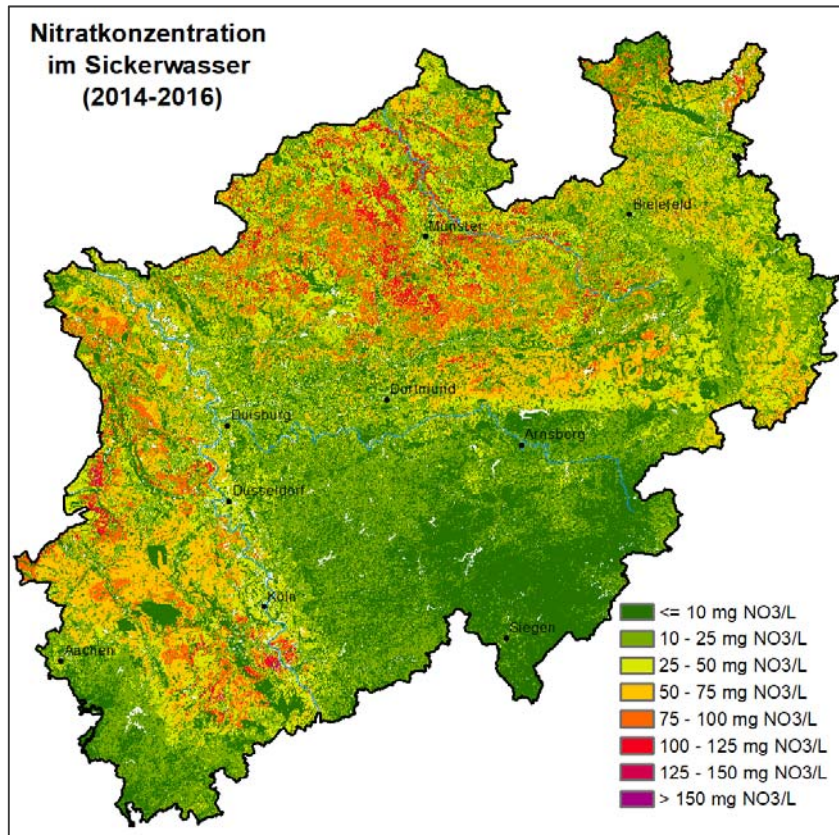 Nitratkonzentration
im Sickerwasser
(2014-2016)
Bielefeld
Münster
Dortmund
Duisburg
Arnsberg
Düsseldorf
Köln
Siegen
Aachen
<= 10 mg NO3/L
10 - 25 mg NO3/L
25 - 50 mg NO3/L
50 - 75 mg NO3/L
75 - 100 mg NO3/L
100 - 125 mg NO3/L
125 - 150 mg NO3/L
> 150 mg NO3/L